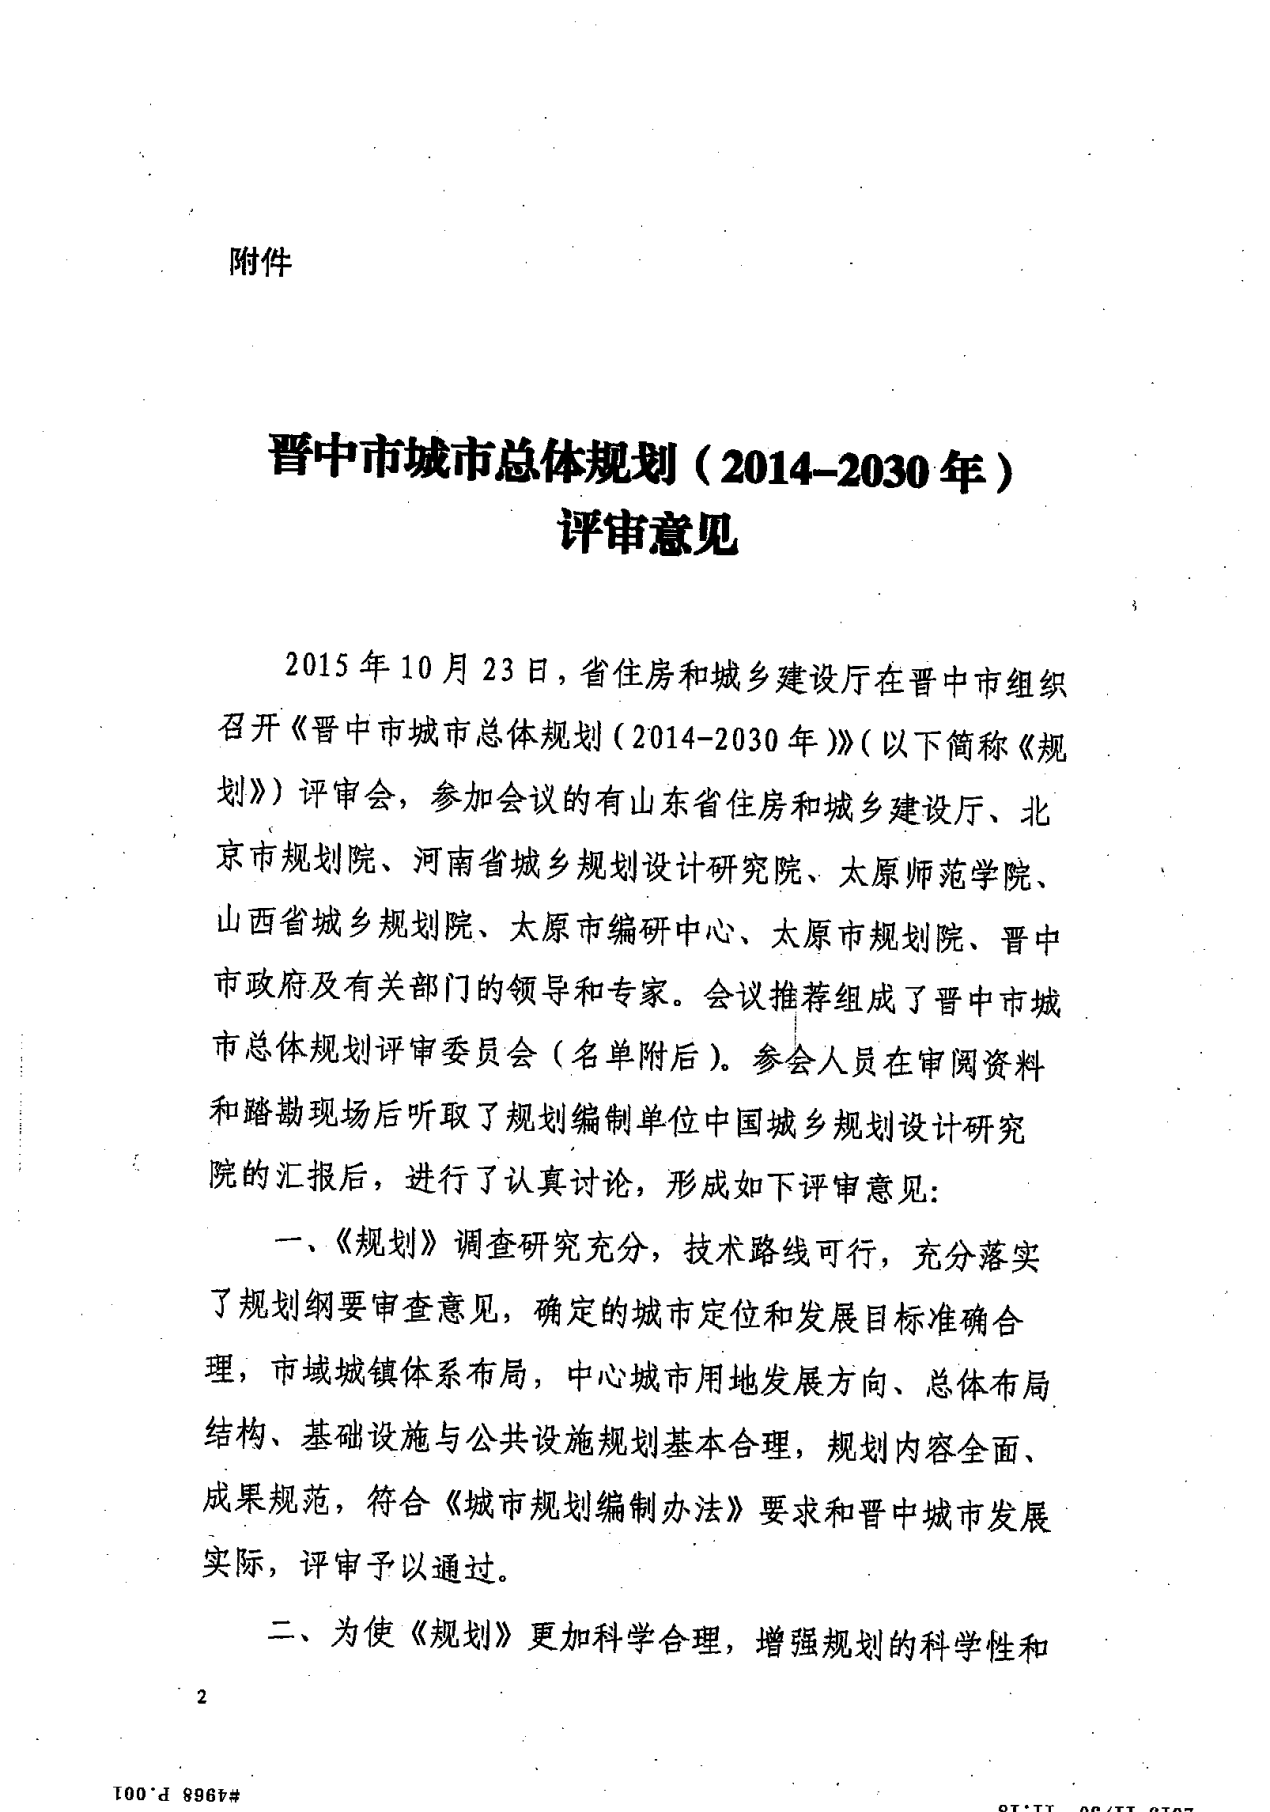 附件
晋中市城市总体规划（2014-2030年）
评审意见
2015年10月23日，省住房和城乡建设厅在晋中市组织
召开《晋中市城市总体规划（2014-2030年）》（以下简称《规
划》）评审会，参加会议的有山东省住房和城乡建设厅、北
京市规划院、河南省城乡规划设计研究院、太原师范学院、
山西省城乡规划院、太原市编研中心、太原市规划院、晋中
市政府及有关部门的领导和专家。会议推荐组成了晋中市城
市总体规划评审委员会（名单附后）。参会人员在审阅资料
和踏勘现场后听取了规划编制单位中国城乡规划设计研究
院的汇报后，进行了认真讨论，形成如下评审意见：
一、《规划》调查研究充分，技术路线可行，充分落实
了规划纲要审查意见，确定的城市定位和发展目标准确合
理，市域城镇体系布局，中心城市用地发展方向、总体布局
结构、基础设施与公共设施规划基本合理，规划内容全面、
成果规范，符合《城市规划编制办法》要求和晋中城市发展
实际，评审予以通过。
二、为使《规划》更加科学合理，增强规划的科学性和
2
#4968 P.001